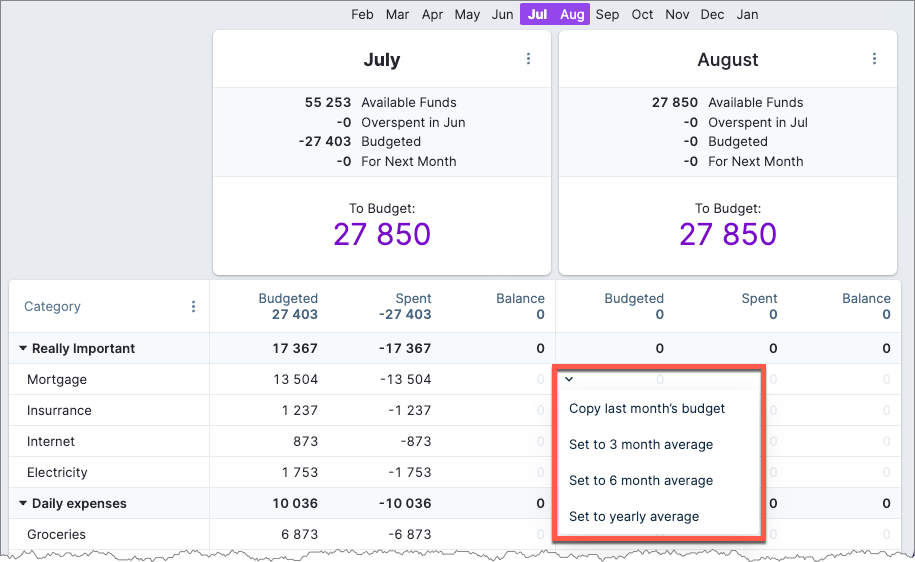 Feb Mar Apr May Jun Jul Aug Sep Oct Nov Dec Jan
July
55 253 Available Funds
-0 Overspent in Jun
-27 403 Budgeted
-0 For Next Month
To Budget:
27 850
August
27 850 Available Funds
-0 Overspent in Jul
-0 Budgeted
-0 For Next Month
To Budget:
27 850
Category Budgeted Spent Balance Budgeted Spent Balance
27 403 -27 403 0 0 0 0
Really Important 17 367 -17 367 0 0 0 0
Mortgage 13 504 -13 504 0 0 0 0
Insurrance 1 237 -1 237 0 0
Internet 873 -873 0 0
Electricity 1 753 -1 753 0 0
Daily expenses 10 036 -10 036 0 0 0
Groceries 6 873 -6 873 0 0 0
Copy last month's budget
Set to 3 month average
Set to 6 month average
Set to yearly average